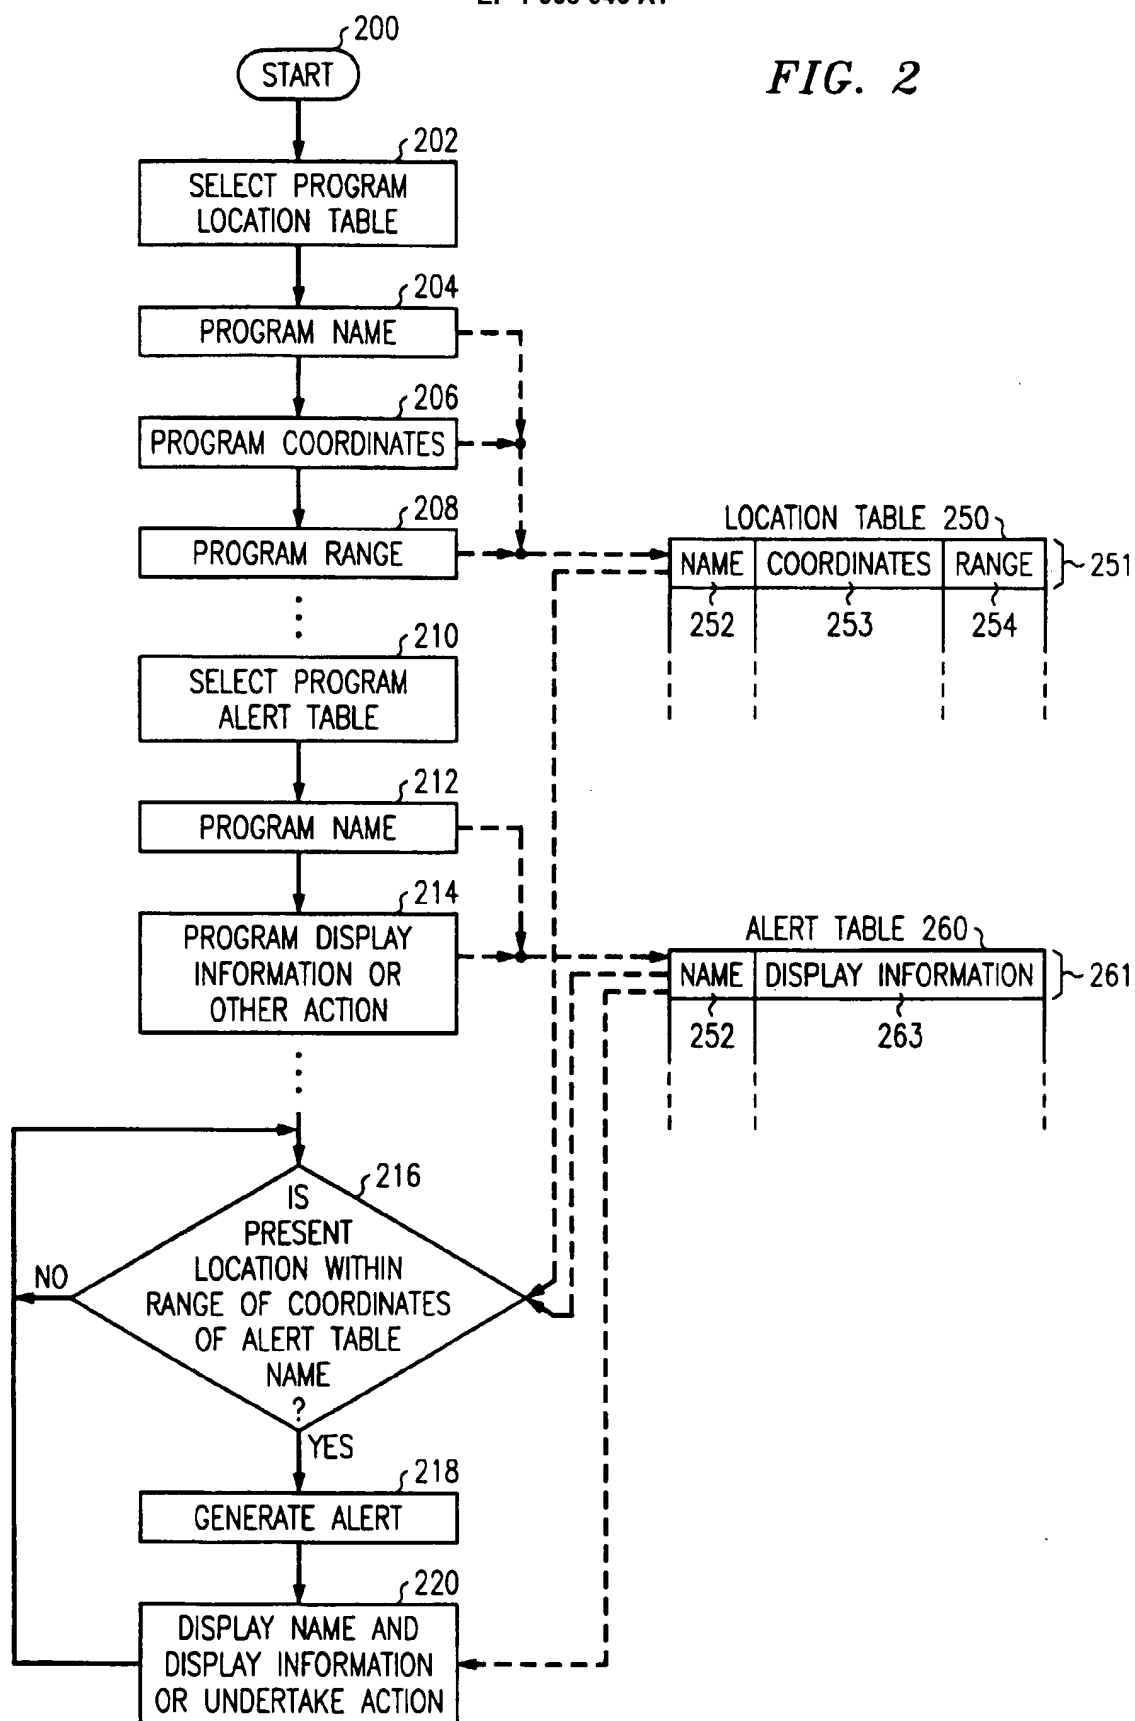 200
START
FIG. 2
202
SELECT PROGRAM
LOCATION TABLE
204
PROGRAM NAME
206
PROGRAM COORDINATES
208
PROGRAM RANGE
LOCATION TABLE 250
NAME COORDINATES RANGE 251
252 253 254
210
SELECT PROGRAM
ALERT TABLE
212
PROGRAM NAME
214
PROGRAM DISPLAY
INFORMATION OR
OTHER ACTION
ALERT TABLE 260
NAME DISPLAY INFORMATION 261
252 263
216
IS
PRESENT
LOCATION WITHIN
RANGE OF COORDINATES
OF ALERT TABLE
NAME
?
NO
YES
218
GENERATE ALERT
220
DISPLAY NAME AND
DISPLAY INFORMATION
OR UNDERTAKE ACTION